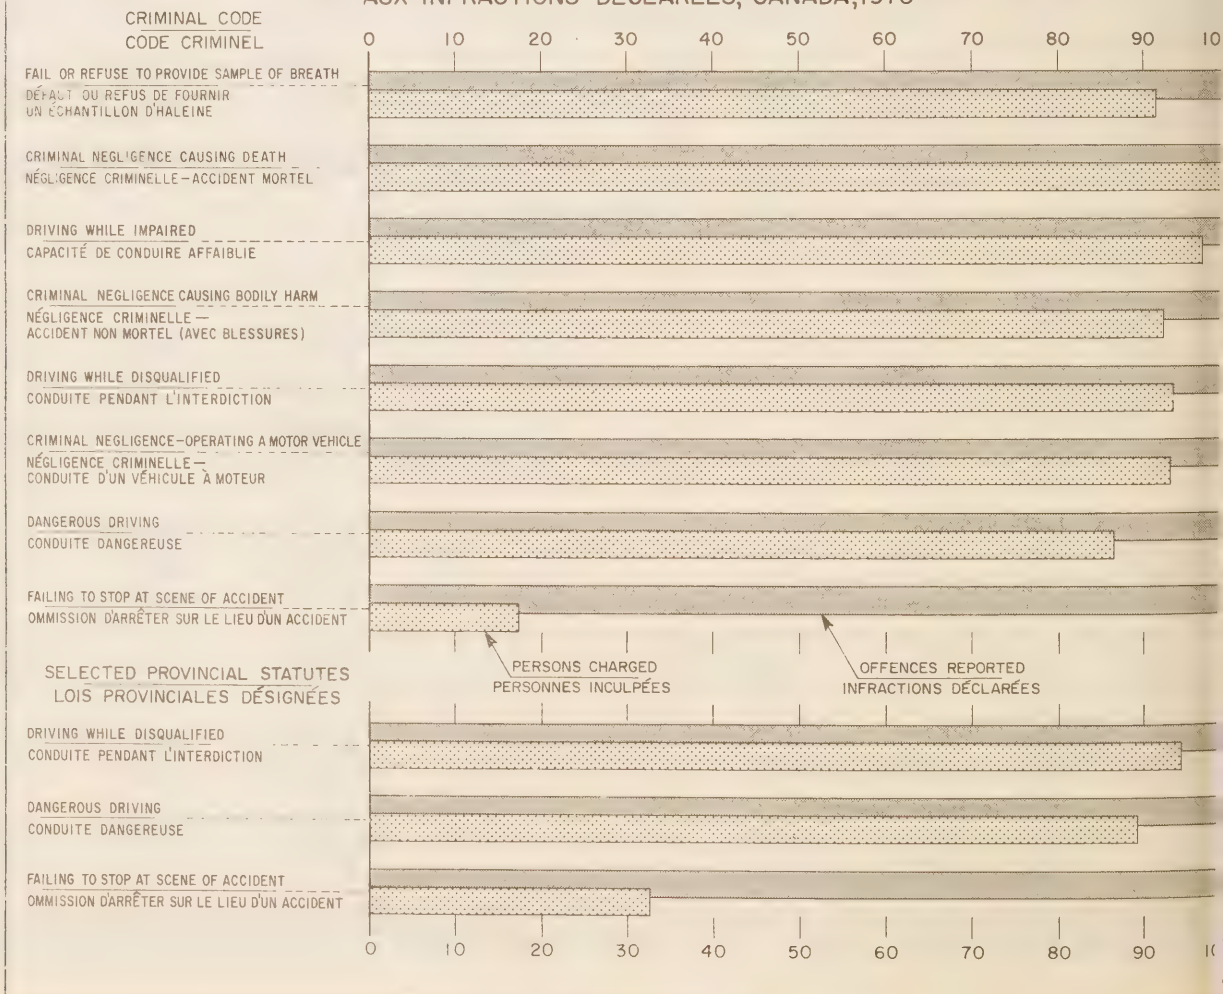 AUX INFRACTIONS DÉCLARÉES, CANADA, 1976
CRIMINAL CODE
CODE CRIMINEL
0 10 20 30 40 50 60 70 80 90 10
FAIL OR REFUSE TO PROVIDE SAMPLE OF BREATH
DÉFAUT OU REFUS DE FOURNIR
UN ÉCHANTILLON D'HALEINE
CRIMINAL NEGLIGENCE CAUSING DEATH
NÉGLIGENCE CRIMINELLE – ACCIDENT MORTEL
DRIVING WHILE IMPAIRED
CAPACITÉ DE CONDUIRE AFFAIBLIE
CRIMINAL NEGLIGENCE CAUSING BODILY HARM
NÉGLIGENCE CRIMINELLE –
ACCIDENT NON MORTEL (AVEC BLESSURES)
DRIVING WHILE DISQUALIFIED
CONDUITE PENDANT L'INTERDICTION
CRIMINAL NEGLIGENCE-OPERATING A MOTOR VEHICLE
NÉGLIGENCE CRIMINELLE –
CONDUITE D'UN VÉHICULE À MOTEUR
DANGEROUS DRIVING
CONDUITE DANGEREUSE
FAILING TO STOP AT SCENE OF ACCIDENT
OMMISSION D'ARRÊTER SUR LE LIEU D'UN ACCIDENT
PERSONS CHARGED
PERSONNES INCULPÉES
OFFENCES REPORTED
INFRACTIONS DÉCLARÉES
SELECTED PROVINCIAL STATUTES
LOIS PROVINCIALES DÉSIGNÉES
DRIVING WHILE DISQUALIFIED
CONDUITE PENDANT L'INTERDICTION
DANGEROUS DRIVING
CONDUITE DANGEREUSE
FAILING TO STOP AT SCENE OF ACCIDENT
OMMISSION D'ARRÊTER SUR LE LIEU D'UN ACCIDENT
0 10 20 30 40 50 60 70 80 90